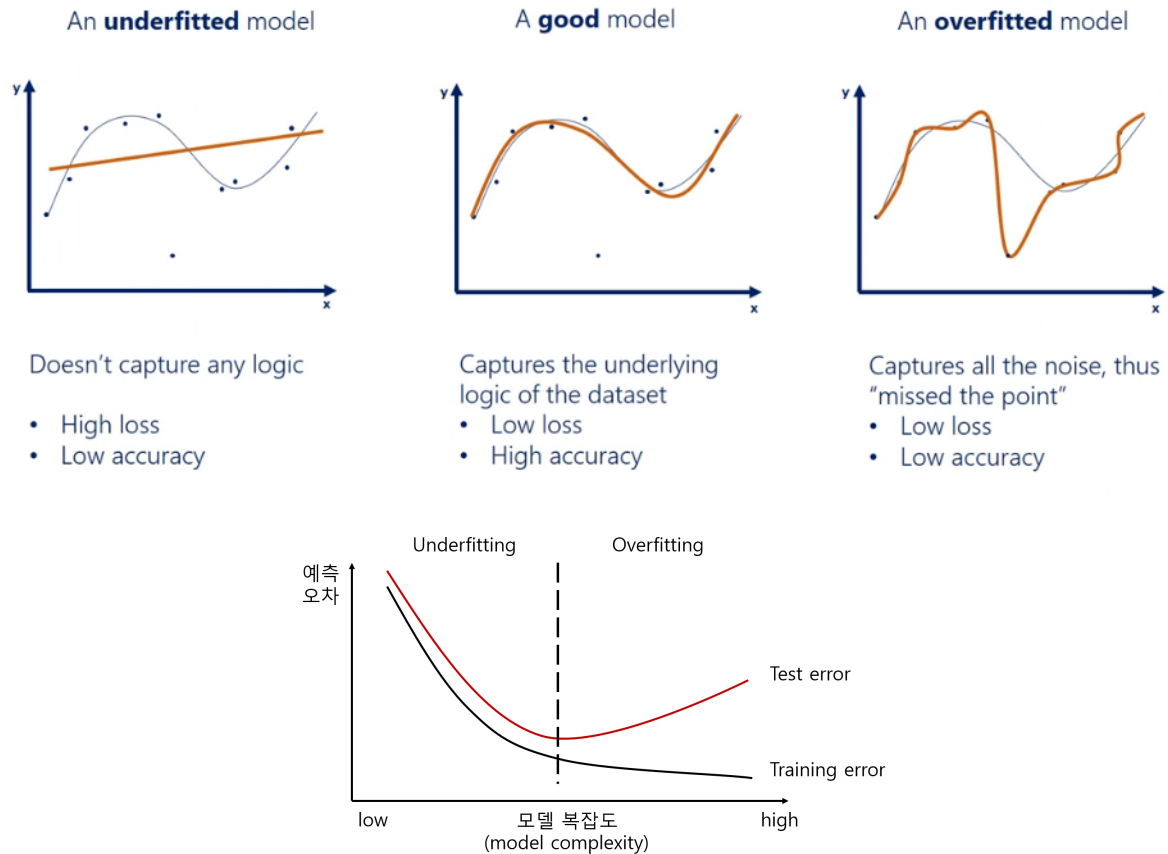 An underfitted model
A good model
An overfitted model
y
x
y
x
y
x
Doesn’t capture any logic
• High loss
• Low accuracy
Captures the underlying
logic of the dataset
• Low loss
• High accuracy
Captures all the noise, thus
“missed the point”
• Low loss
• Low accuracy
Underfitting
Overfitting
예측
오차
Test error
Training error
low
모델 복잡도
(model complexity)
high